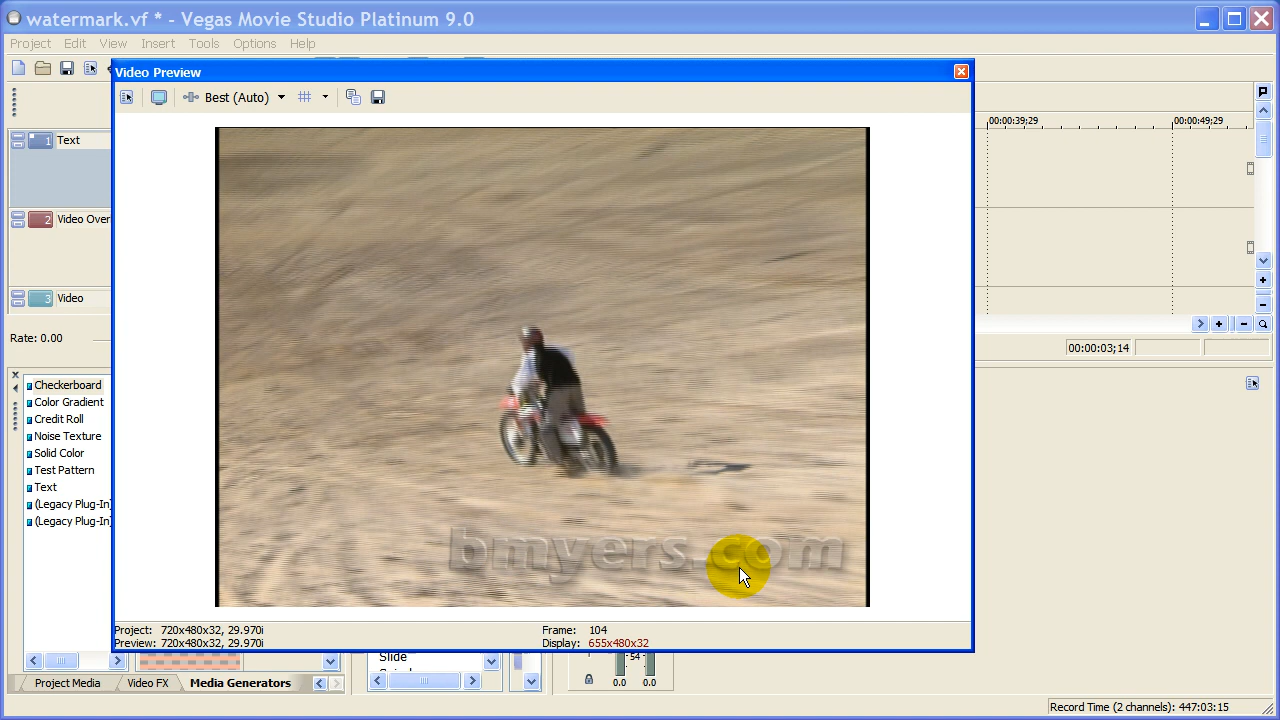 watermark.vf * - Vegas Movie Studio Platinum 9.0
Project Edit View Insert Tools Options Help
Video Preview
Best (Auto)
00:00:39;29 00:00:49;29
1 Text
2 Video Over
3 Video
Rate: 0.00
00:00:03;14
Checkerboard
Color Gradient
Credit Roll
Noise Texture
Solid Color
Test Pattern
Text
(Legacy Plug-In)
(Legacy Plug-In)
bmyers.com
Project: 720x480x32, 29.970i
Frame: 104
Preview: 720x480x32, 29.970i
Display: 655x480x32
Slide
-54-
0.0 0.0
Project Media Video FX Media Generators
Record Time (2 channels): 447:03:15